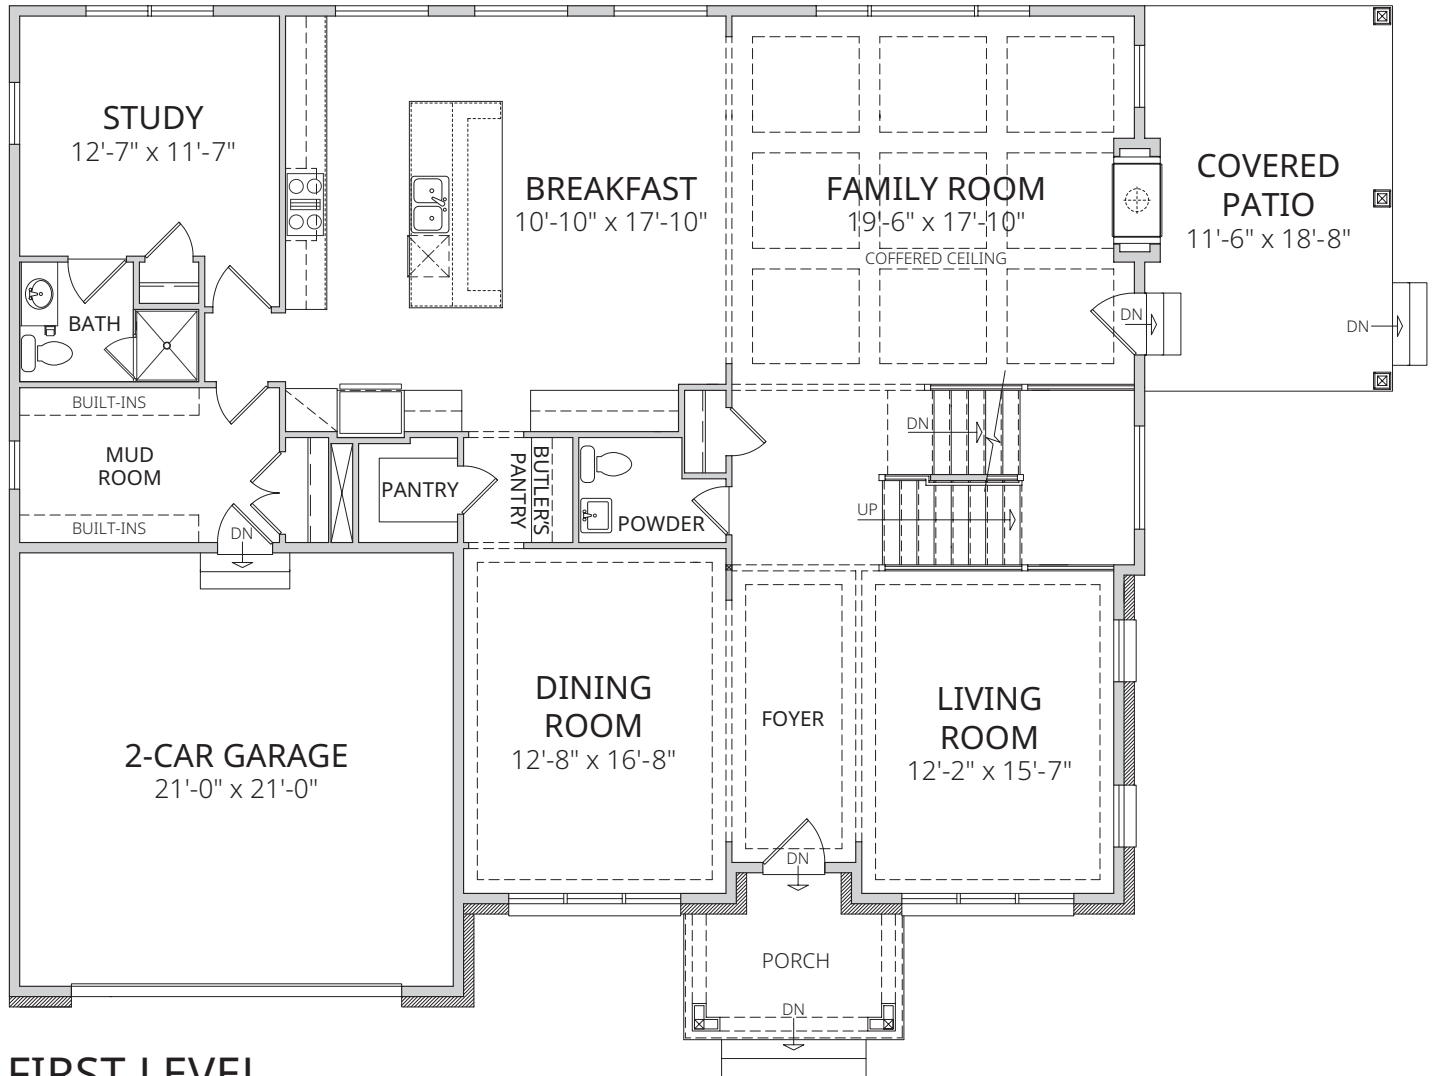 STUDY
12'-7" x 11'-7"
BREAKFAST
10'-10" x 17'-10"
FAMILY ROOM
19'-6" x 17'-10"
COFFERED CEILING
COVERED
PATIO
11'-6" x 18'-8"
DN
DN
BATH
BUILT-INS
MUD
ROOM
BUILT-INS
DN
PANTRY
BUTLER'S
PANTRY
POWDER
DN
UP
2-CAR GARAGE
21'-0" x 21'-0"
DINING
ROOM
12'-8" x 16'-8"
FOYER
DN
LIVING
ROOM
12'-2" x 15'-7"
PORCH
DN
FIRST LEVEL